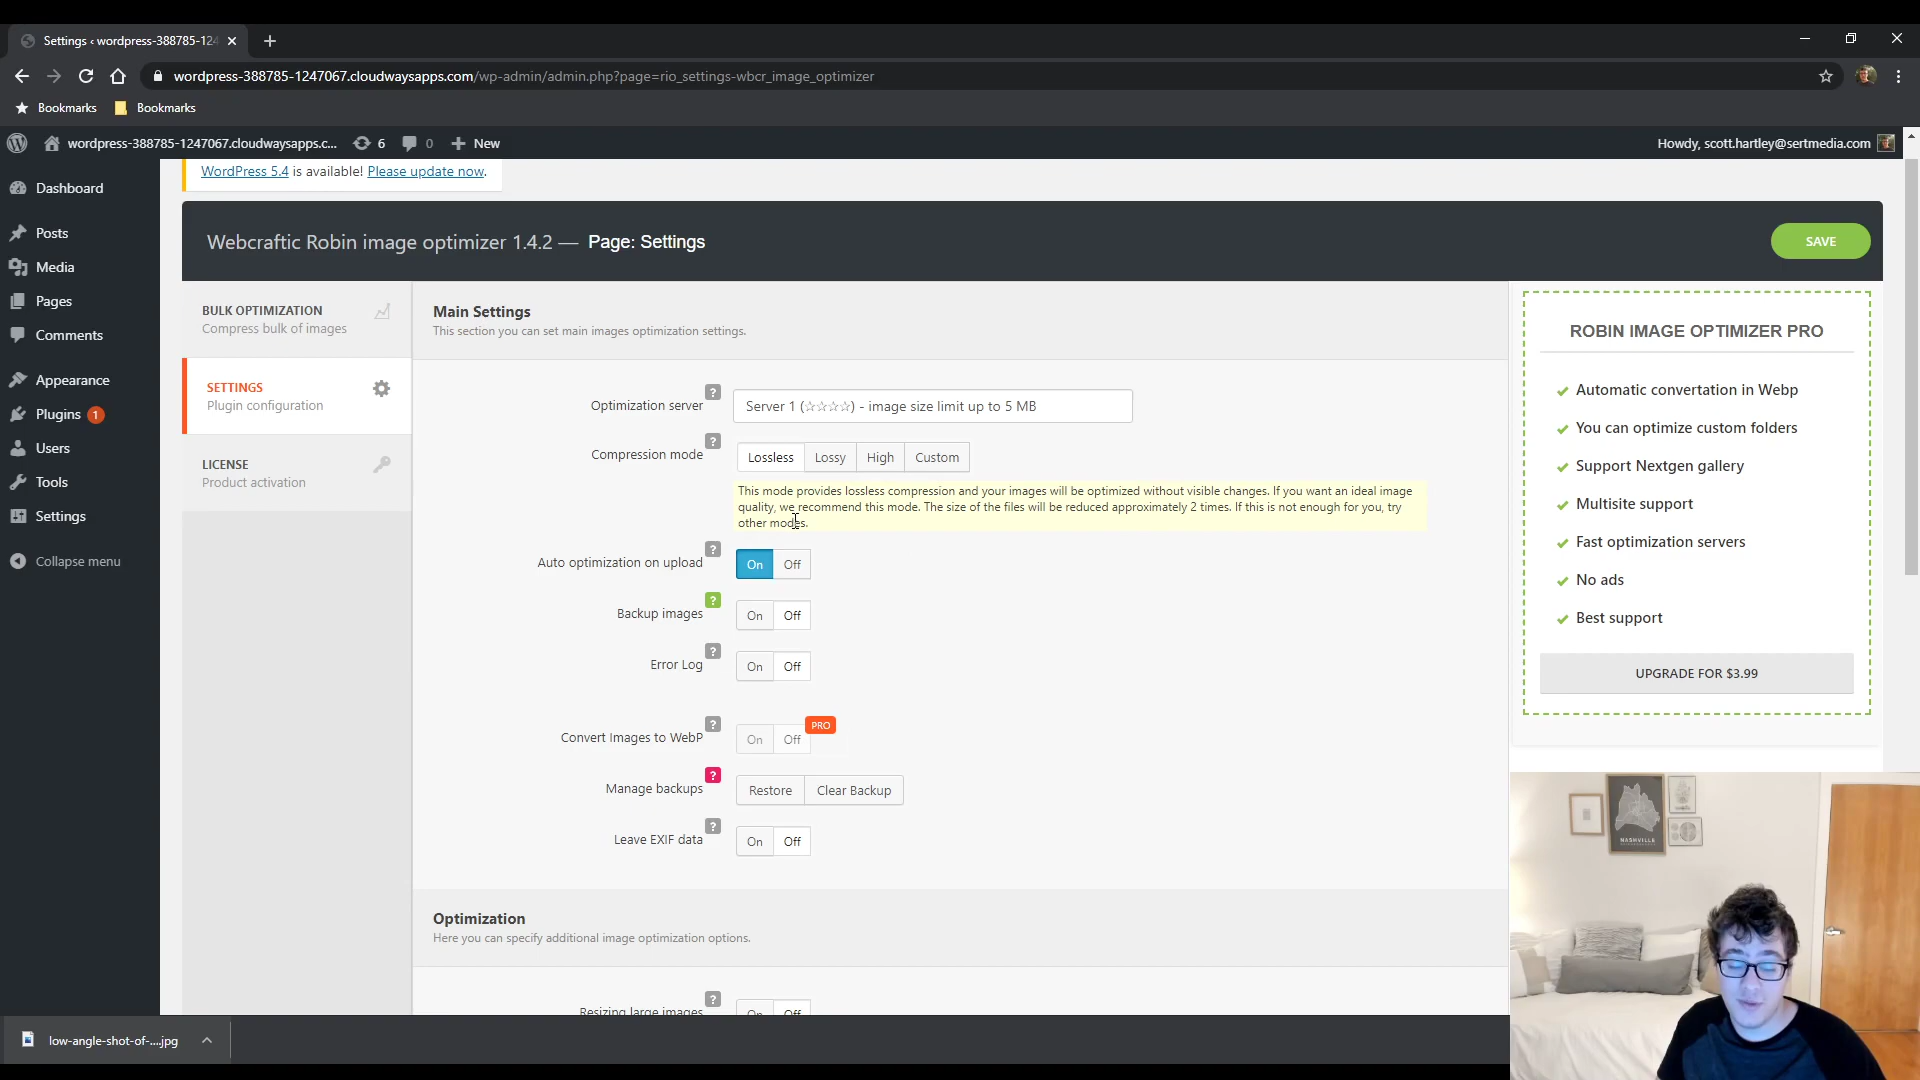 Settings ‹ wordpress-388785-124
wordpress-388785-1247067.cloudwaysapps.com/wp-admin/admin.php?page=rio_settings-wbcr_image_optimizer
Bookmarks
Bookmarks
wordpress-388785-1247067.cloudwaysapps.c...
6
0
New
Howdy, scott.hartley@sertmedia.com
WordPress 5.4 is available! Please update now.
Dashboard
Posts
Media
Pages
Comments
Appearance
Plugins 1
Users
Tools
Settings
Collapse menu
Webcraftic Robin image optimizer 1.4.2 — Page: Settings
SAVE
BULK OPTIMIZATION
Compress bulk of images
SETTINGS
Plugin configuration
LICENSE
Product activation
Main Settings
This section you can set main images optimization settings.
Optimization server ?
Server 1 (☆☆☆☆) - image size limit up to 5 MB
Compression mode ?
Lossless Lossy High Custom
This mode provides lossless compression and your images will be optimized without visible changes. If you want an ideal image
quality, we recommend this mode. The size of the files will be reduced approximately 2 times. If this is not enough for you, try
other modes.
Auto optimization on upload ?
On Off
Backup images ?
On Off
Error Log ?
On Off
Convert Images to WebP ?
On Off PRO
Manage backups ?
Restore Clear Backup
Leave EXIF data ?
On Off
Optimization
Here you can specify additional image optimization options.
Resizing large images ?
On Off
ROBIN IMAGE OPTIMIZER PRO
Automatic convertation in Webp
You can optimize custom folders
Support Nextgen gallery
Multisite support
Fast optimization servers
No ads
Best support
UPGRADE FOR $3.99
NASHVILLE
low-angle-shot-of-....jpg